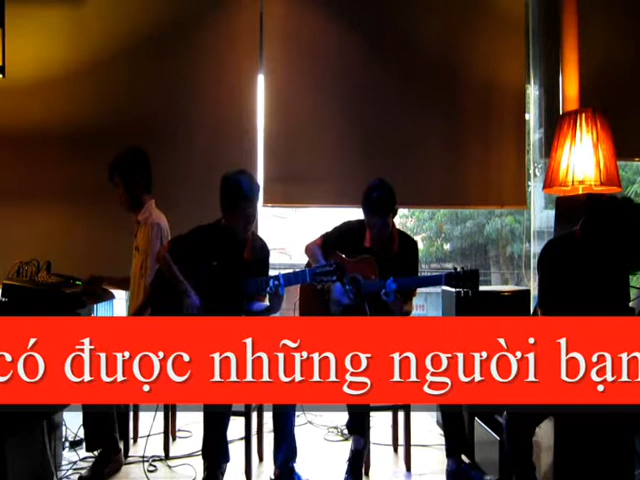 có được những người bạn